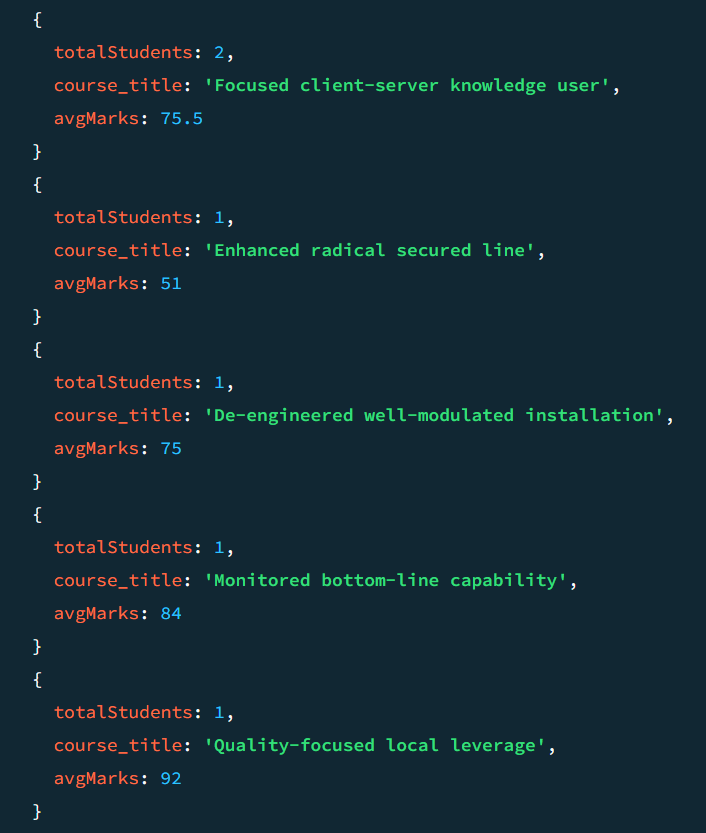 {
totalStudents: 2,
course_title: 'Focused client-server knowledge user',
avgMarks: 75.5
}
{
totalStudents: 1,
course_title: 'Enhanced radical secured line',
avgMarks: 51
}
{
totalStudents: 1,
course_title: 'De-engineered well-modulated installation',
avgMarks: 75
}
{
totalStudents: 1,
course_title: 'Monitored bottom-line capability',
avgMarks: 84
}
{
totalStudents: 1,
course_title: 'Quality-focused local leverage',
avgMarks: 92
}